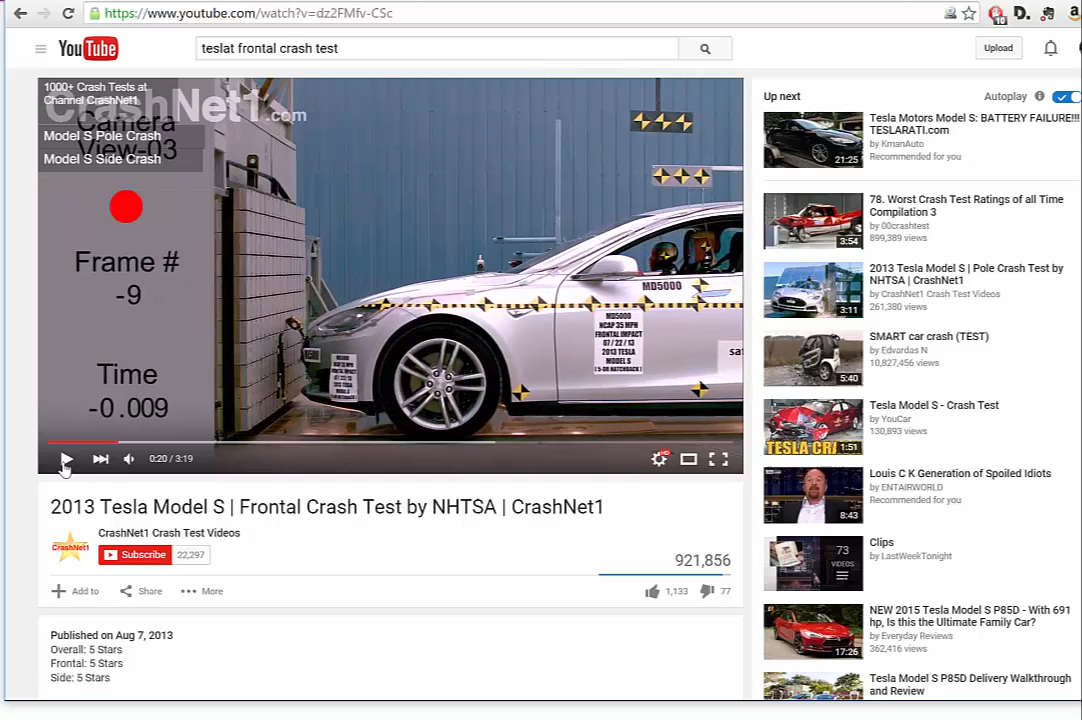 https://www.youtube.com/watch?v=dz2FMfv-CSc
10
D.
a
YouTube
teslat frontal crash test
Upload
1000+ Crash Tests at
Channel CrashNet1
CrashNet1.com
Camera
View-03
Model S Pole Crash
Model S Side Crash
Frame #
-9
Time
-0.009
MD5000
MD5000
NCAP 35 MPH
FRONTAL IMPACT
07 / 22 / 13
2013 TESLA
MODEL S
( 5-DR HATCHBACK )
0:20 / 3:19
HD
2013 Tesla Model S | Frontal Crash Test by NHTSA | CrashNet1
CrashNet1
CrashNet1 Crash Test Videos
Subscribe 22,297
921,856
Add to
Share
More
1,133
77
Published on Aug 7, 2013
Overall: 5 Stars
Frontal: 5 Stars
Side: 5 Stars
Up next
Autoplay
Tesla Motors Model S: BATTERY FAILURE!!!
TESLARATI.com
by KmanAuto
Recommended for you
21:25
78. Worst Crash Test Ratings of all Time
Compilation 3
by 00crashtest
899,389 views
3:54
2013 Tesla Model S | Pole Crash Test by
NHTSA | CrashNet1
by CrashNet1 Crash Test Videos
261,380 views
3:11
SMART car crash (TEST)
by Edvardas N
10,827,456 views
5:40
Tesla Model S - Crash Test
by YouCar
130,893 views
TESLA CRA
1:51
Louis C K Generation of Spoiled Idiots
by ENTAIRWORLD
Recommended for you
8:43
Clips
by LastWeekTonight
73
VIDEOS
NEW 2015 Tesla Model S P85D - With 691
hp, Is this the Ultimate Family Car?
by Everyday Reviews
362,416 views
17:26
Tesla Model S P85D Delivery Walkthrough
and Review